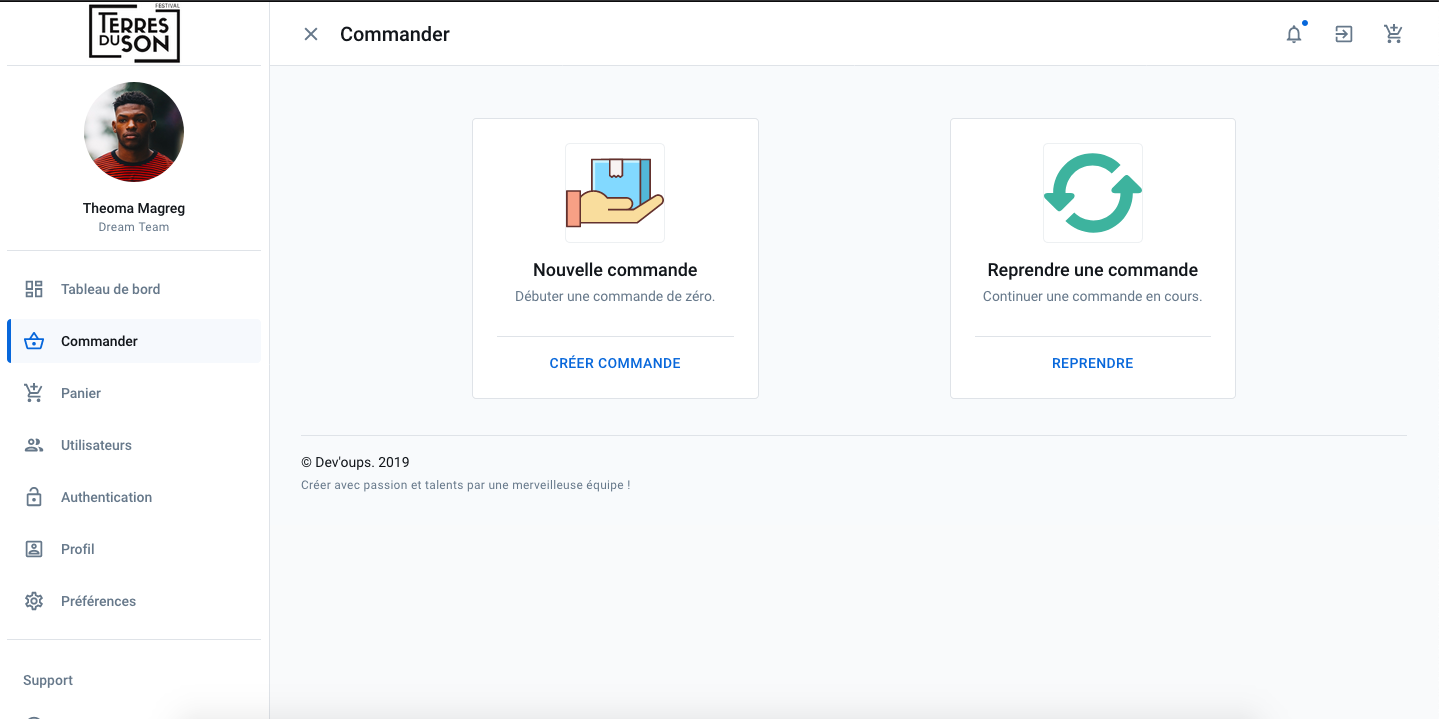 FESTIVAL
TERRES
DU SON
Commander
Theoma Magreg
Dream Team
Tableau de bord
Commander
Panier
Utilisateurs
Authentication
Profil
Préférences
Support
Nouvelle commande
Débuter une commande de zéro.
CRÉER COMMANDE
Reprendre une commande
Continuer une commande en cours.
REPRENDRE
© Dev'oups. 2019
Créer avec passion et talents par une merveilleuse équipe !